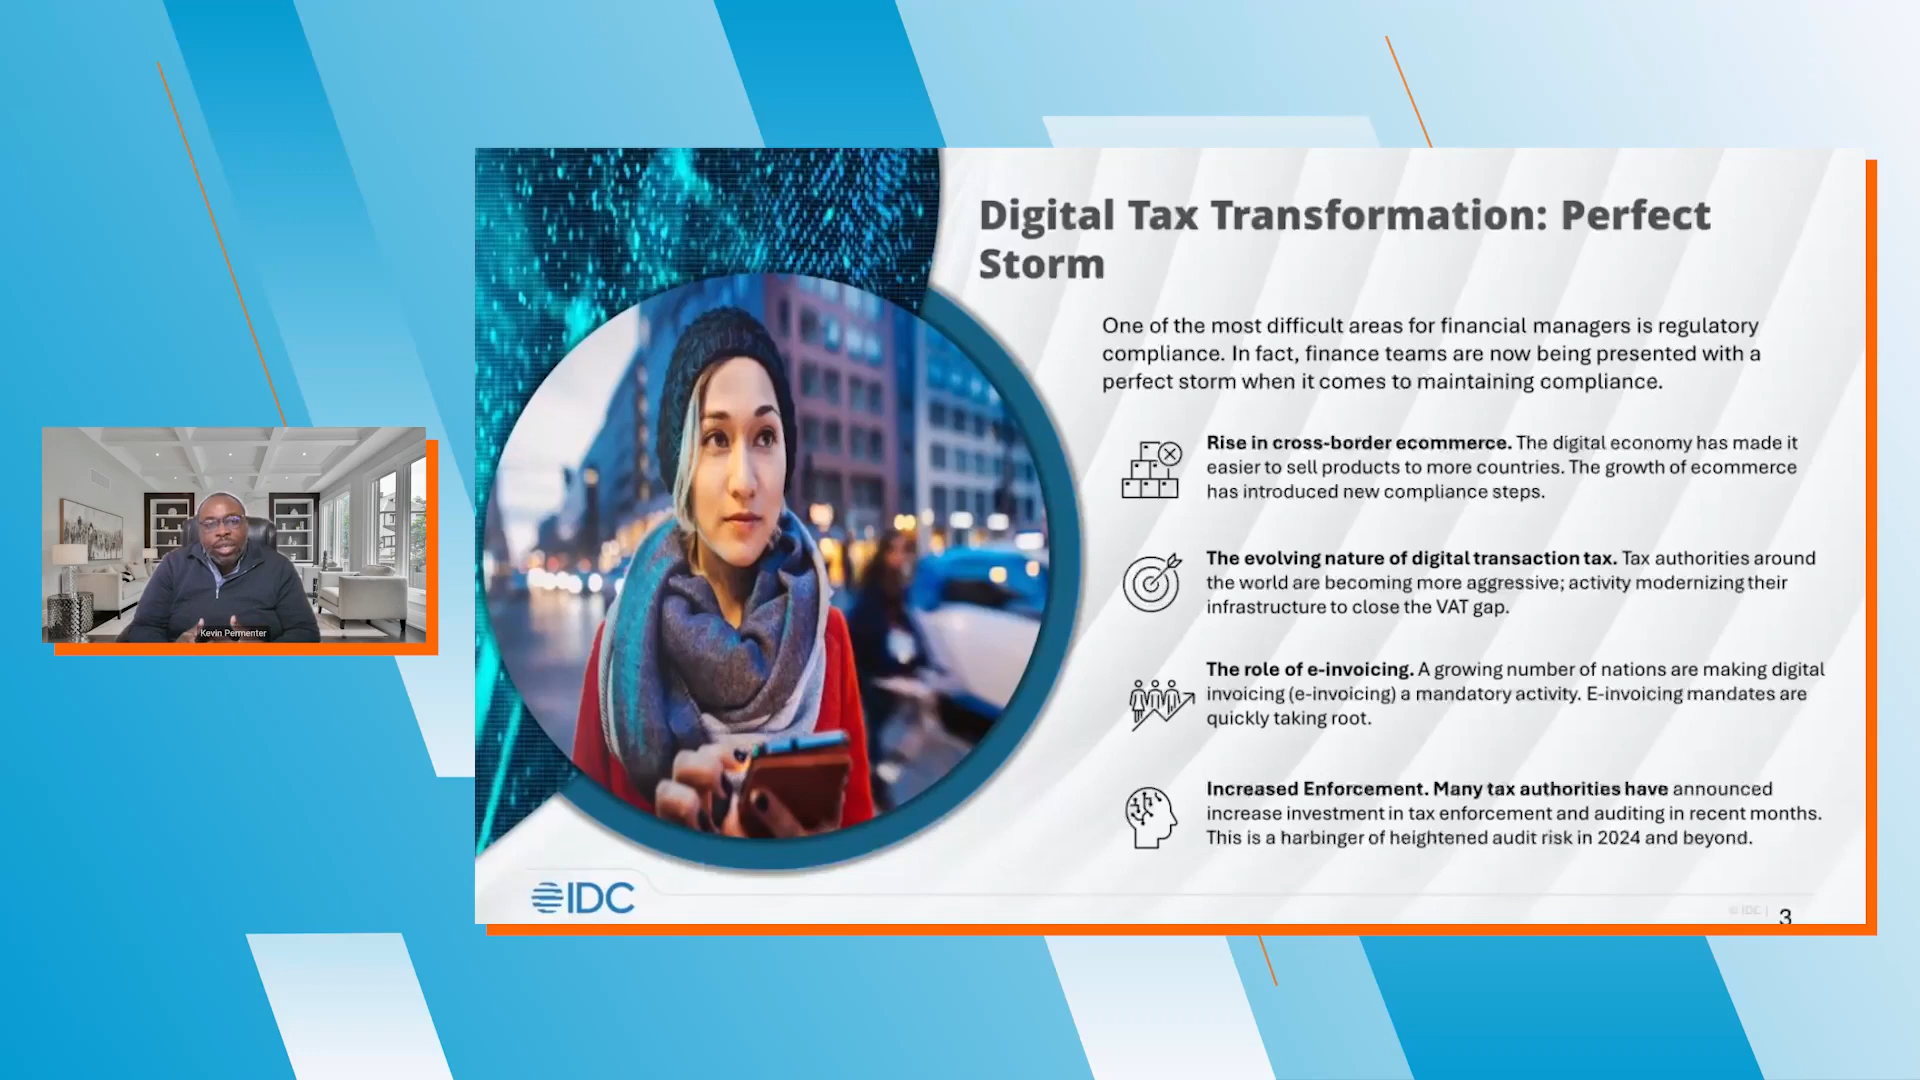 Digital Tax Transformation: Perfect
Storm
One of the most difficult areas for financial managers is regulatory
compliance. In fact, finance teams are now being presented with a
perfect storm when it comes to maintaining compliance.
Rise in cross-border ecommerce. The digital economy has made it
easier to sell products to more countries. The growth of ecommerce
has introduced new compliance steps.
The evolving nature of digital transaction tax. Tax authorities around
the world are becoming more aggressive; activity modernizing their
infrastructure to close the VAT gap.
The role of e-invoicing. A growing number of nations are making digital
invoicing (e-invoicing) a mandatory activity. E-invoicing mandates are
quickly taking root.
Increased Enforcement. Many tax authorities have announced
increase investment in tax enforcement and auditing in recent months.
This is a harbinger of heightened audit risk in 2024 and beyond.
Kevin Permenter
IDC
© IDC | 3